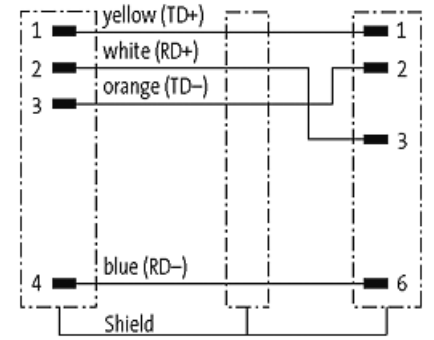 1 yellow (TD+) 1
2 white (RD+) 2
3 orange (TD–)
3
4 blue (RD–) 6
Shield